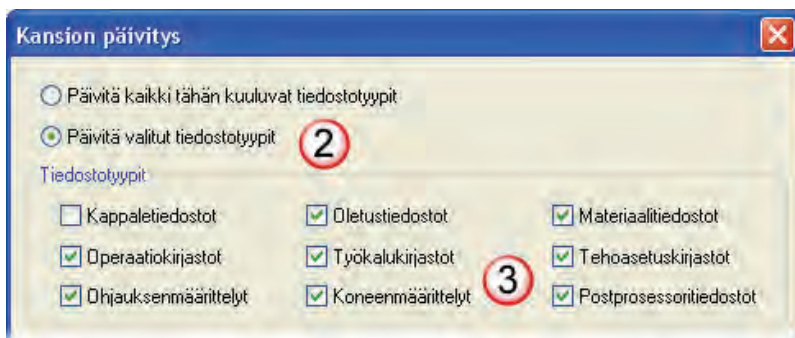 Kansion päivitys
Päivitä kaikki tähän kuuluvat tiedostotyypit
Päivitä valitut tiedostotyypit 2
Tiedostotyypit
Kappaletiedostot Oletustiedostot Materiaalitiedostot
Operaatiokirjastot Työkalukirjastot Tehoasetuskirjastot
Ohjauksenmäärittelyt Koneenmäärittelyt 3 Postprosessoritiedostot